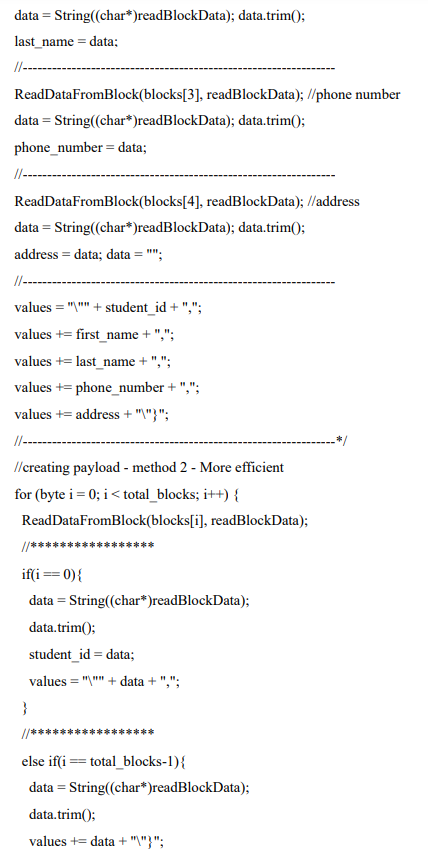 data = String((char*)readBlockData); data.trim();
last_name = data;
//----------------------------------------------------------------
ReadDataFromBlock(blocks[3], readBlockData); //phone number
data = String((char*)readBlockData); data.trim();
phone_number = data;
//----------------------------------------------------------------
ReadDataFromBlock(blocks[4], readBlockData); //address
data = String((char*)readBlockData); data.trim();
address = data; data = "";
//----------------------------------------------------------------
values = "\"" + student_id + ",";
values += first_name + ",";
values += last_name + ",";
values += phone_number + ",";
values += address + "\"}";
//----------------------------------------------------------------*/
//creating payload - method 2 - More efficient
for (byte i = 0; i < total_blocks; i++) {
ReadDataFromBlock(blocks[i], readBlockData);
//*****************
if(i == 0){
data = String((char*)readBlockData);
data.trim();
student_id = data;
values = "\"" + data + ",";
}
//*****************
else if(i == total_blocks-1){
data = String((char*)readBlockData);
data.trim();
values += data + "\"}";